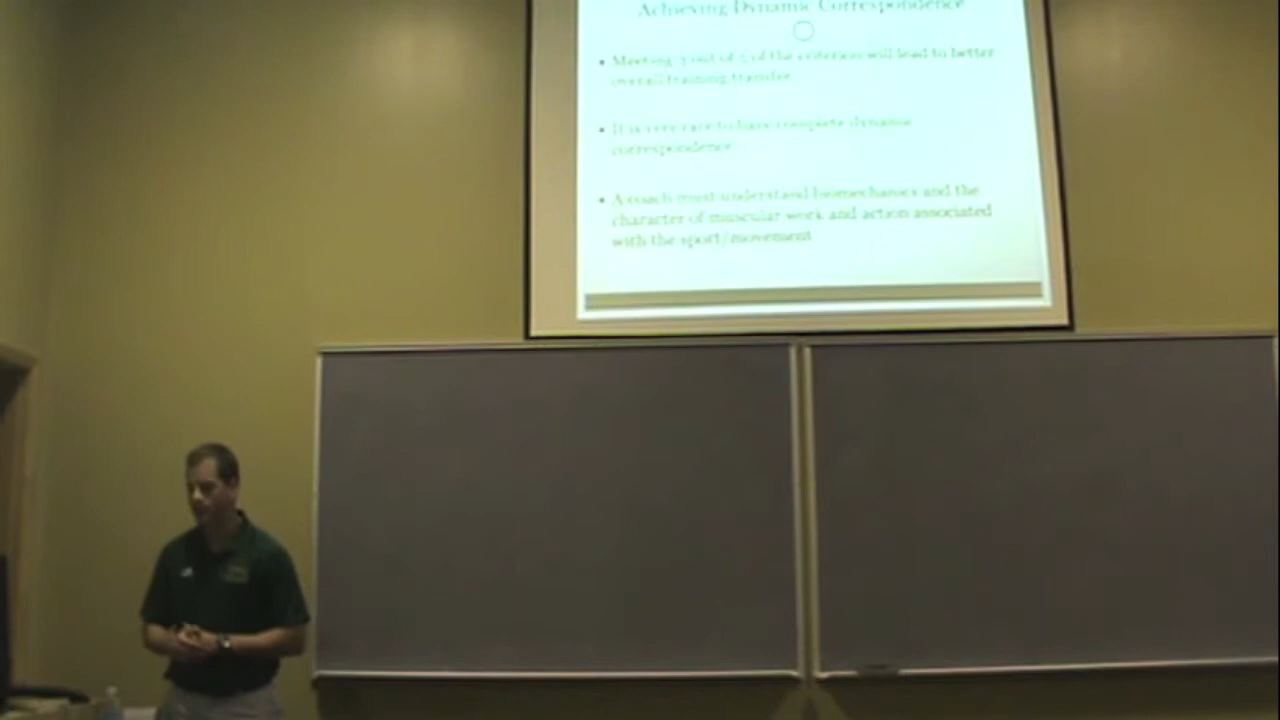 Achieving Dynamic Correspondence
• Meeting 3 out of 5 of the criterion will lead to better
overall training transfer
• It is very rare to have complete dynamic
correspondence
• A coach must understand biomechanics and the
character of muscular work and action associated
with the sport/movement